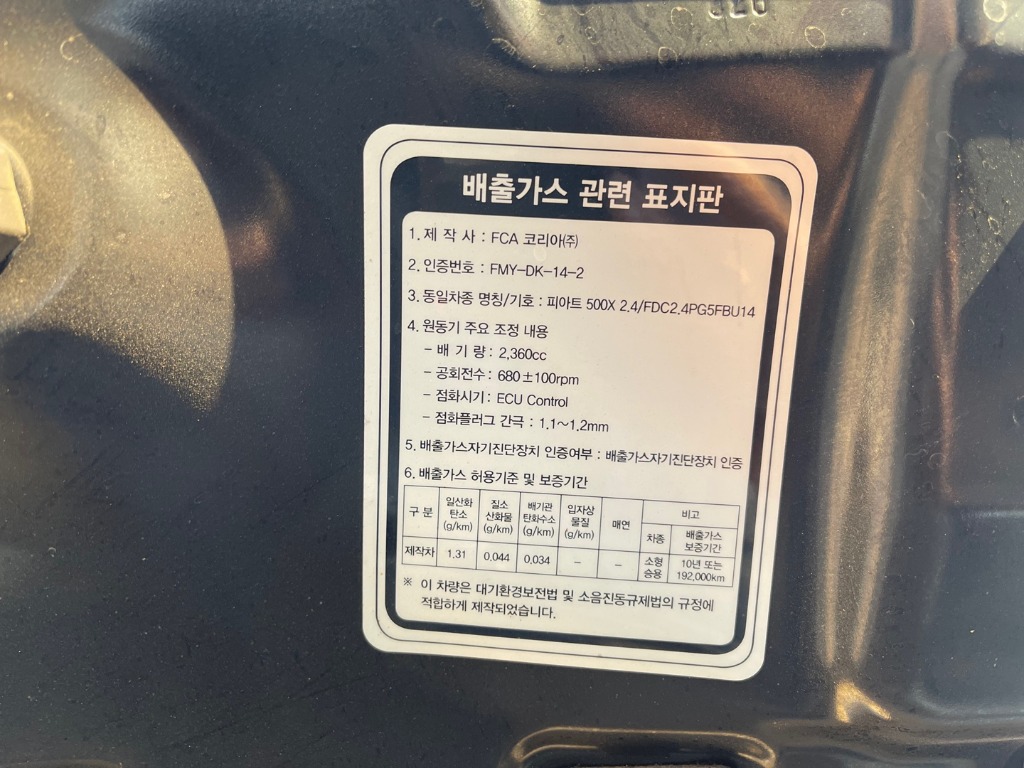 배출가스 관련 표지판
1. 제 작 사 : FCA 코리아(주)
2. 인증번호 : FMY-DK-14-2
3. 동일차종 명칭/기호 : 피아트 500X 2.4/FDC2.4PG5FBU14
4. 원동기 주요 조정 내용
- 배 기 량 : 2,360cc
- 공회전수 : 680±100rpm
- 점화시기 : ECU Control
- 점화플러그 간극 : 1.1~1.2mm
5. 배출가스자기진단장치 인증여부 : 배출가스자기진단장치 인증
6. 배출가스 허용기준 및 보증기간
구 분 일산화탄소 (g/km) 질소산화물 (g/km) 배기관탄화수소 (g/km) 입자상물질 (g/km) 매연 비고
차종 배출가스 보증기간
제작차 1.31 0.044 0.034 – – 소형승용 10년 또는 192,000km
※ 이 차량은 대기환경보전법 및 소음진동규제법의 규정에
적합하게 제작되었습니다.